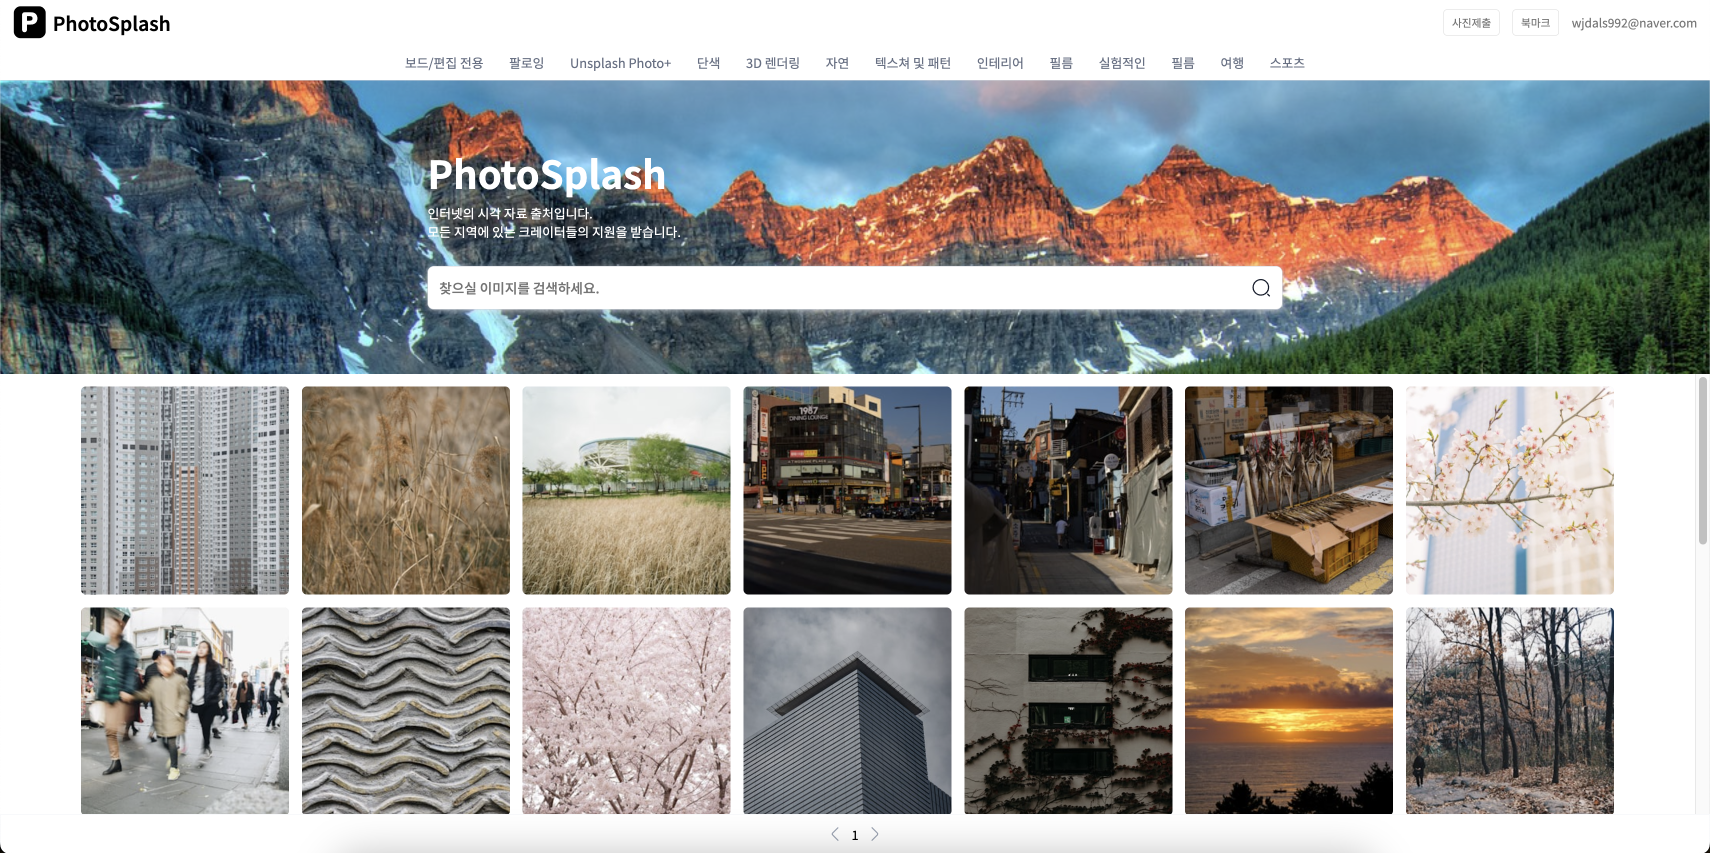 P PhotoSplash
사진제출 북마크 wjdals992@naver.com
보드/편집 전용 팔로잉 Unsplash Photo+ 단색 3D 렌더링 자연 텍스쳐 및 패턴 인테리어 필름 실험적인 필름 여행 스포츠
PhotoSplash
인터넷의 시각 자료 출처입니다.
모든 지역에 있는 크레이터들의 지원을 받습니다.
찾으실 이미지를 검색하세요.
1987
DINING LOUNGE
1